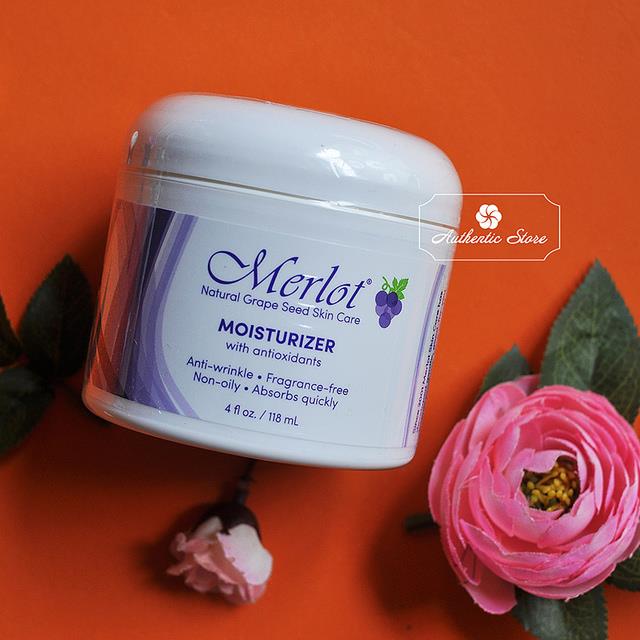 Merlot®
Natural Grape Seed Skin Care
MOISTURIZER
with antioxidants
Anti-wrinkle • Fragrance-free
Non-oily • Absorbs quickly
4 fl oz. / 118 mL
Authentic Store